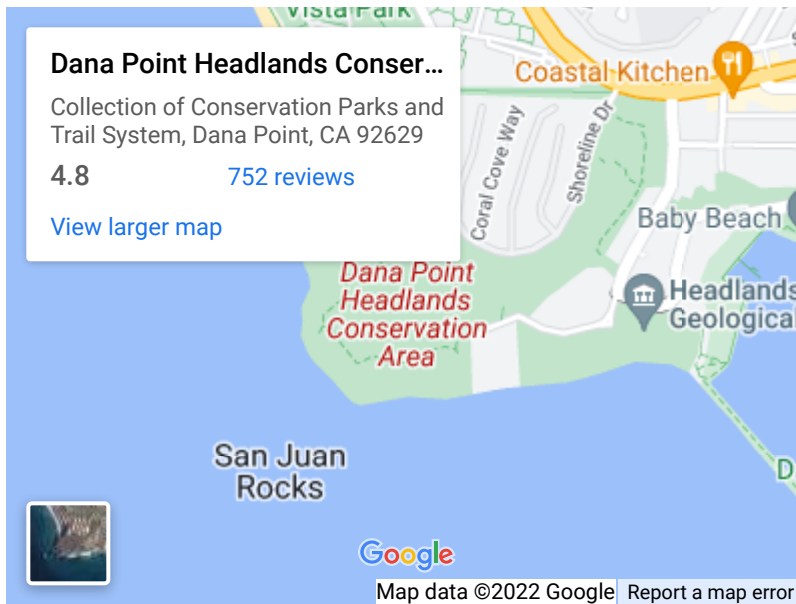 Vista Park
Dana Point Headlands Conser...
Collection of Conservation Parks and
Trail System, Dana Point, CA 92629
4.8 752 reviews
View larger map
Coastal Kitchen
Coral Cove Way
Shoreline Dr
Baby Beach
Dana Point
Headlands
Conservation
Area
Headlands
Geological
San Juan
Rocks
D
Google
Map data ©2022 Google Report a map error